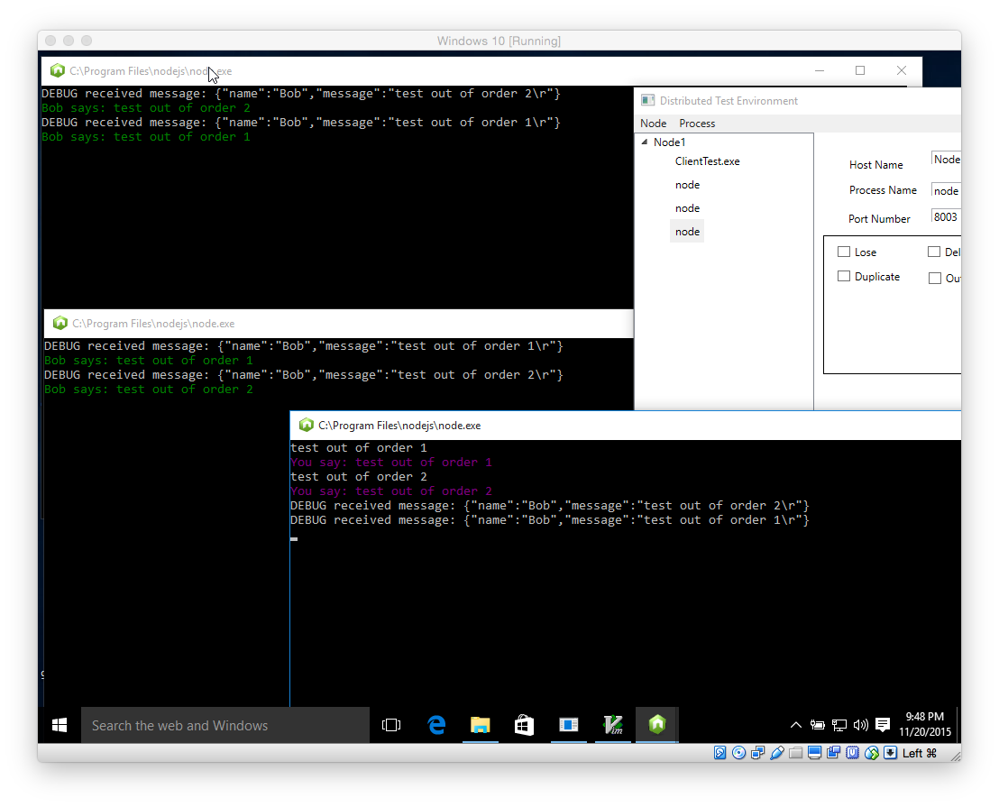 Windows 10 [Running]
C:\Program Files\nodejs\node.exe
DEBUG received message: {"name":"Bob","message":"test out of order 2\r"}
Bob says: test out of order 2
DEBUG received message: {"name":"Bob","message":"test out of order 1\r"}
Bob says: test out of order 1
Distributed Test Environment
Node Process
Node1
ClientTest.exe
node
node
node
Host Name Node
Process Name node
Port Number 8003
Lose Del
Duplicate Ou
C:\Program Files\nodejs\node.exe
DEBUG received message: {"name":"Bob","message":"test out of order 1\r"}
Bob says: test out of order 1
DEBUG received message: {"name":"Bob","message":"test out of order 2\r"}
Bob says: test out of order 2
C:\Program Files\nodejs\node.exe
test out of order 1
You say: test out of order 1
test out of order 2
You say: test out of order 2
DEBUG received message: {"name":"Bob","message":"test out of order 2\r"}
DEBUG received message: {"name":"Bob","message":"test out of order 1\r"}
Search the web and Windows
Vim
9:48 PM
11/20/2015
Left ⌘